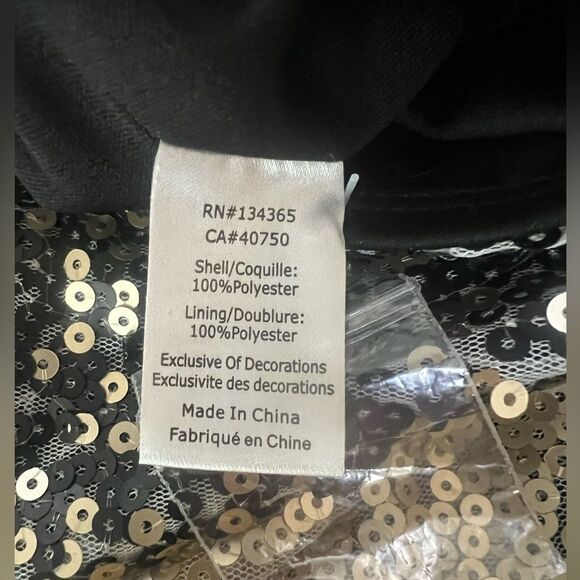 RN#134365
CA#40750
Shell/Coquille:
100%Polyester
Lining/Doublure:
100%Polyester
Exclusive Of Decorations
Exclusivite des decorations
Made In China
Fabriqué en Chine